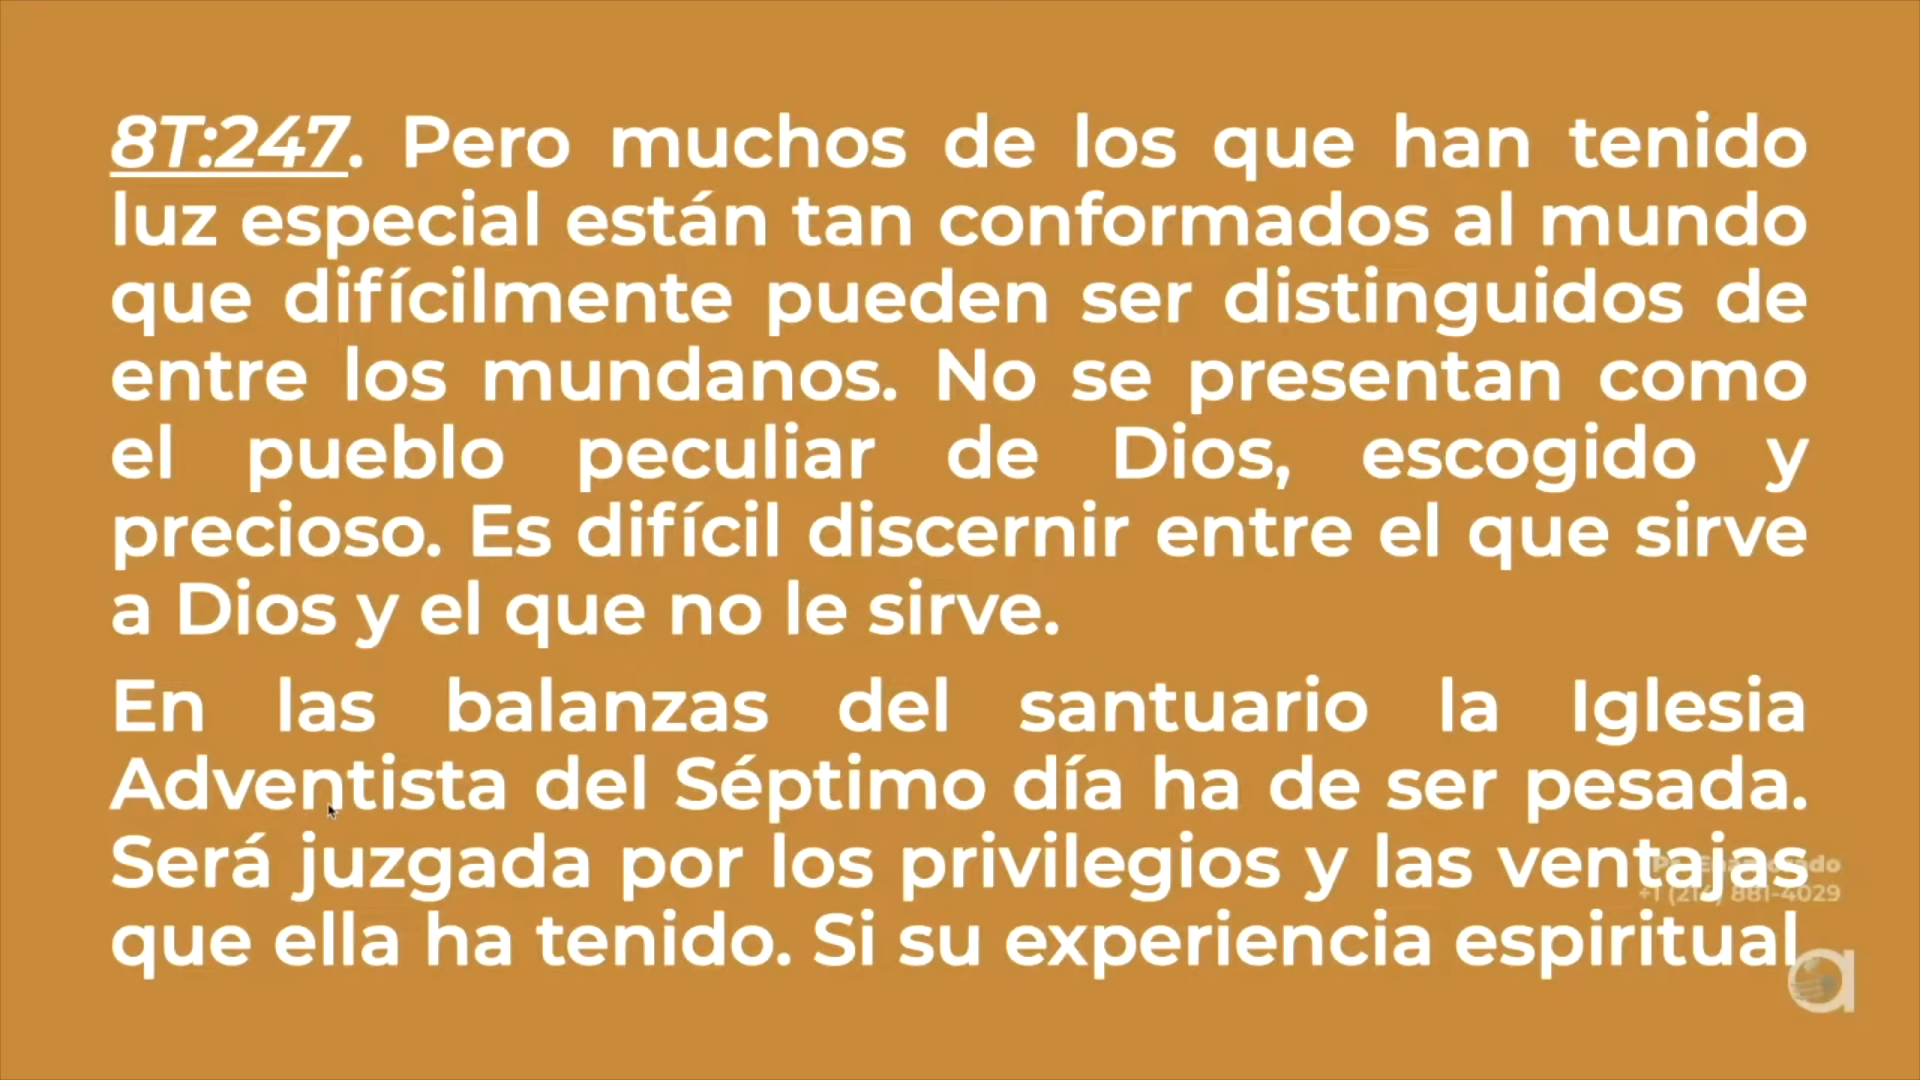 8T:247. Pero muchos de los que han tenido
luz especial están tan conformados al mundo
que difícilmente pueden ser distinguidos de
entre los mundanos. No se presentan como
el pueblo peculiar de Dios, escogido y
precioso. Es difícil discernir entre el que sirve
a Dios y el que no le sirve.
En las balanzas del santuario la Iglesia
Adventista del Séptimo día ha de ser pesada.
Será juzgada por los privilegios y las ventajas
que ella ha tenido. Si su experiencia espiritual
881-4029